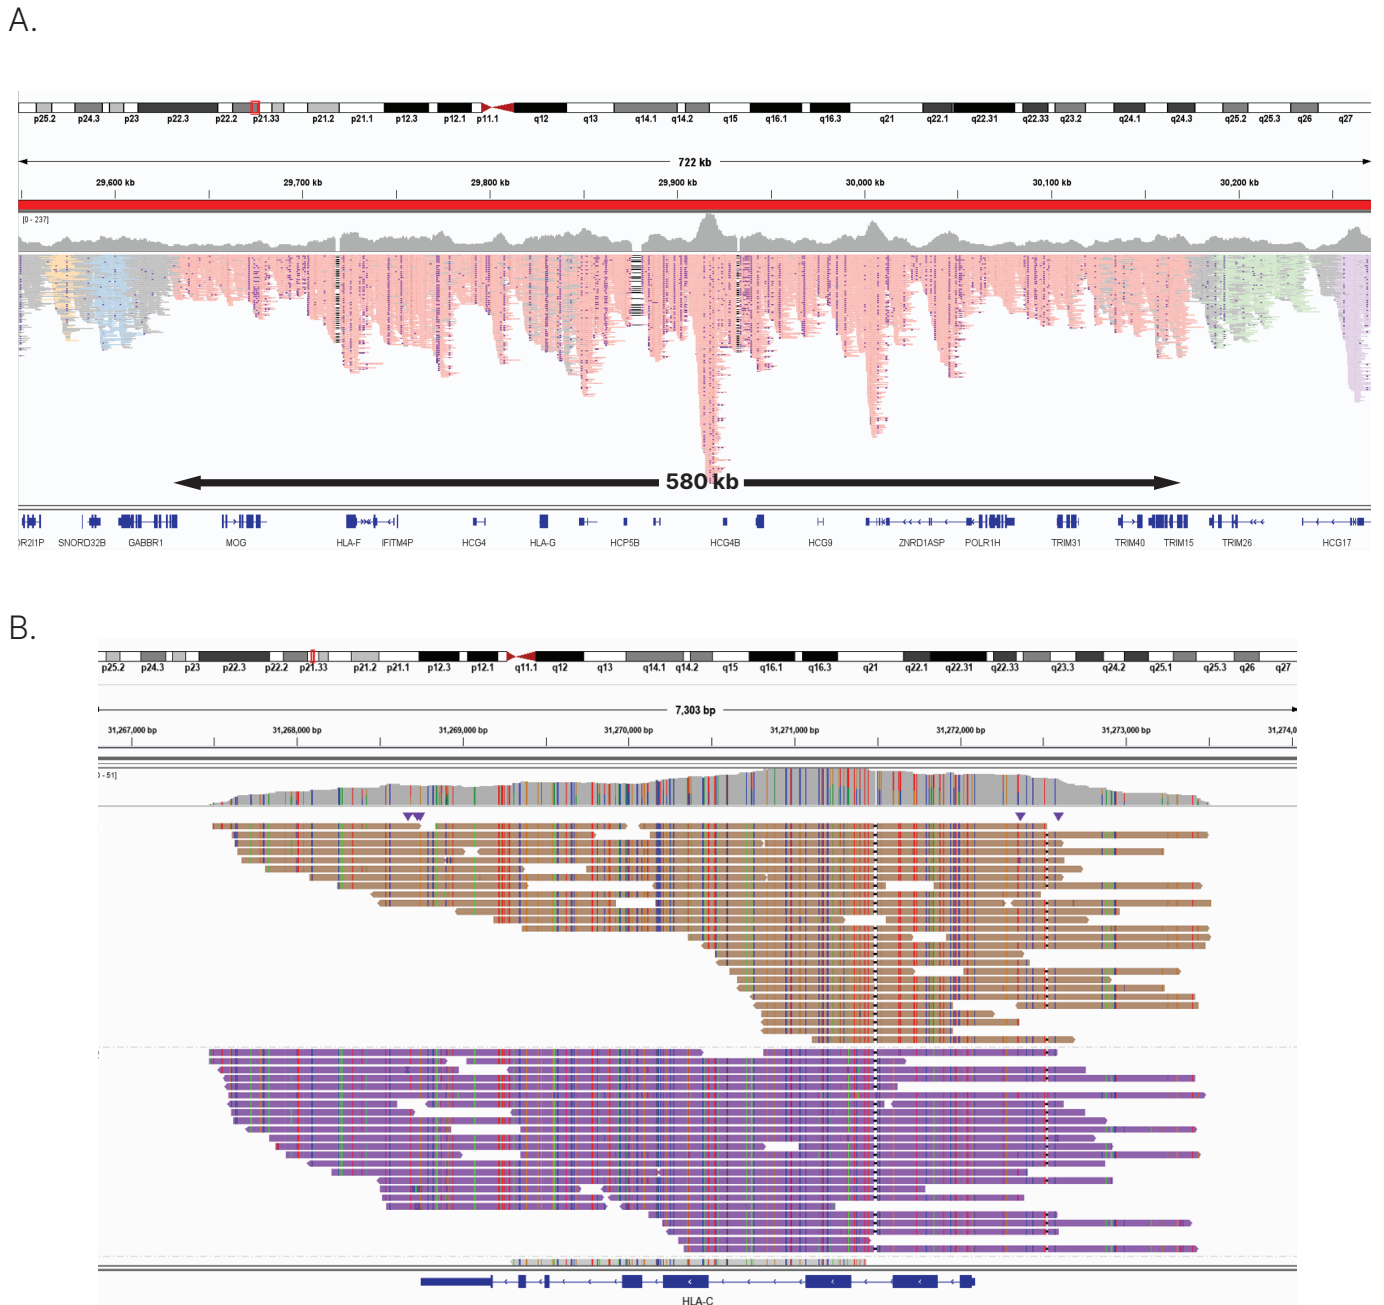 A.
p25.2 p24.3 p23 p22.3 p22.2 p21.33 p21.2 p21.1 p12.3 p12.1 p11.1 q12 q13 q14.1 q14.2 q15 q16.1 q16.3 q21 q22.1 q22.31 q22.33 q23.2 q24.1 q24.3 q25.2 q25.3 q26 q27
722 kb
29,600 kb 29,700 kb 29,800 kb 29,900 kb 30,000 kb 30,100 kb 30,200 kb
[0 - 237]
580 kb
OR2I1P SNORD32B GABBR1 MOG HLA-F IFITM4P HCG4 HLA-G HCP5B HCG4B HCG9 ZNRD1ASP POLR1H TRIM31 TRIM40 TRIM15 TRIM26 HCG17
B.
p25.2 p24.3 p23 p22.3 p22.2 p21.33 p21.2 p21.1 p12.3 p12.1 q11.1 q12 q13 q14.1 q14.2 q15 q16.1 q16.3 q21 q22.1 q22.31 q22.33 q23.3 q24.2 q25.1 q25.3 q26 q27
7,303 bp
31,267,000 bp 31,268,000 bp 31,269,000 bp 31,270,000 bp 31,271,000 bp 31,272,000 bp 31,273,000 bp 31,274,0
- 51]
HLA-C